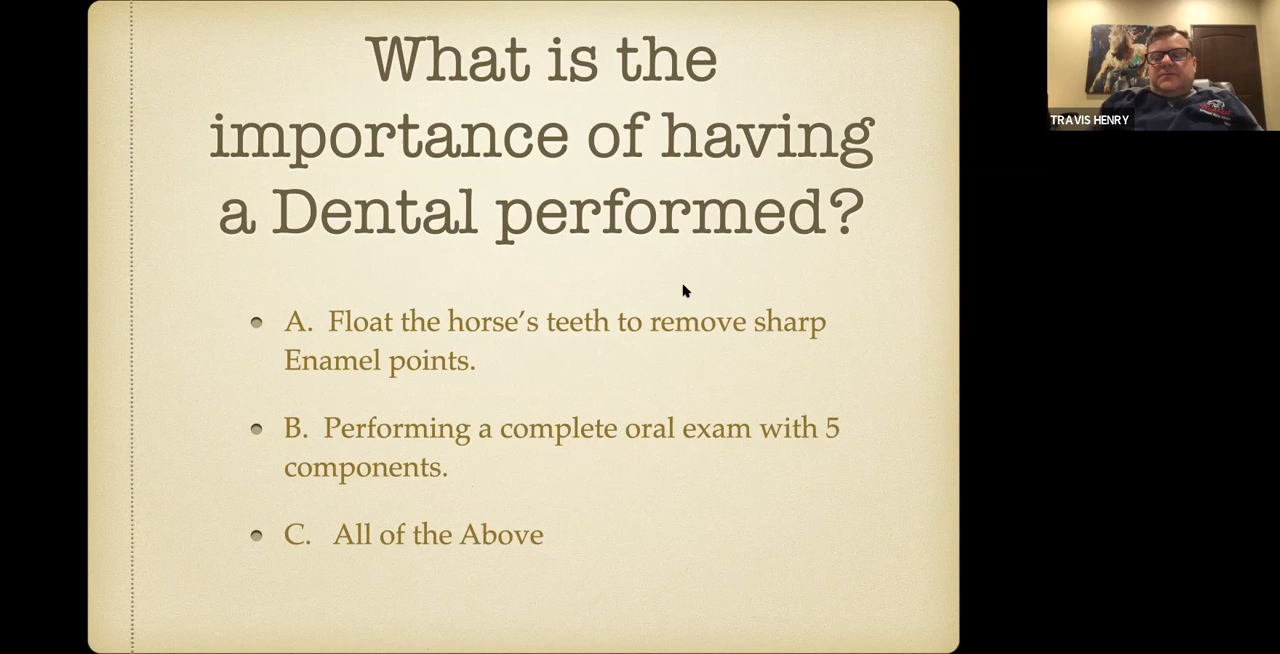 What is the
importance of having
a Dental performed?
A. Float the horse's teeth to remove sharp
Enamel points.
B. Performing a complete oral exam with 5
components.
C. All of the Above
TRAVIS HENRY